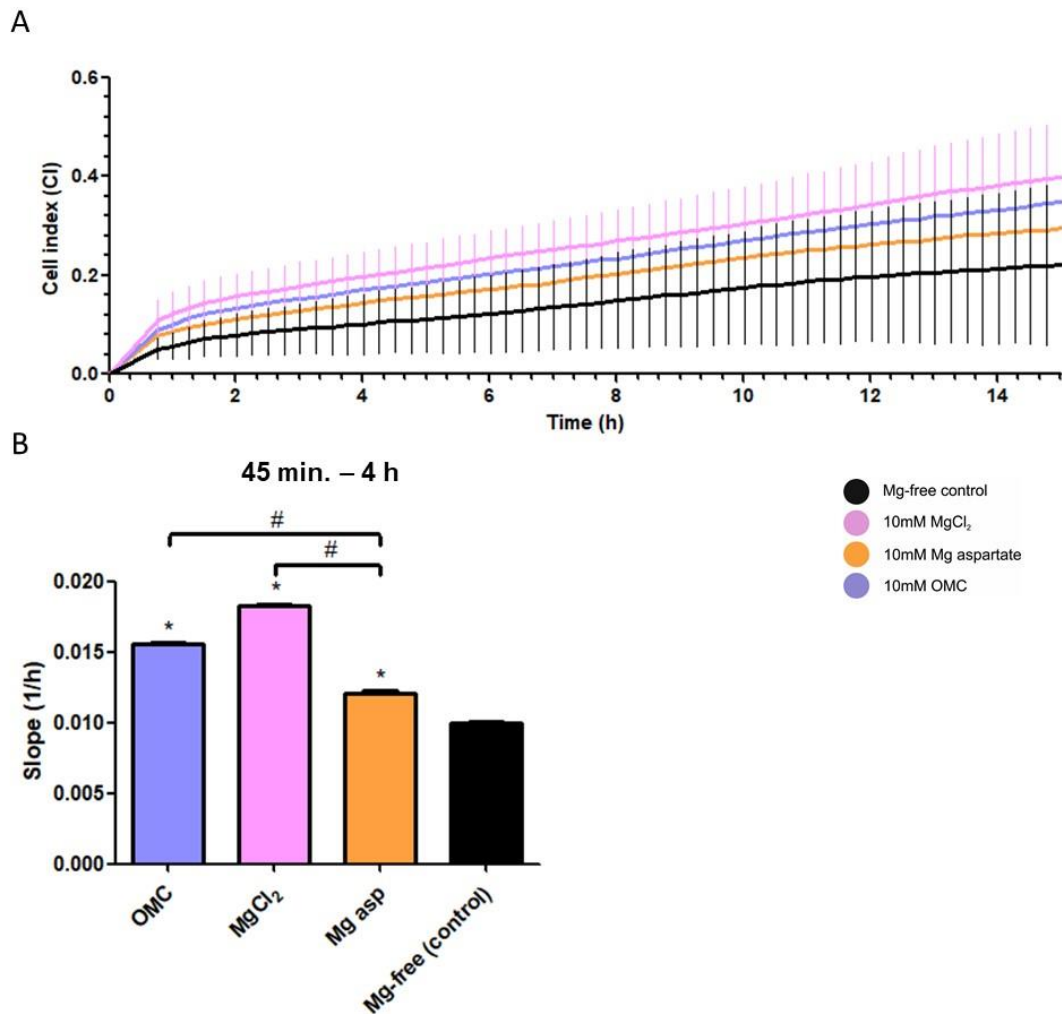 A
0.6
0.4
0.2
0.0
Cell index (CI)
0 2 4 6 8 10 12 14
Time (h)
B
45 min. – 4 h
#
#
*
*
*
0.020
0.015
0.010
0.005
0.000
Slope (1/h)
OMC
MgCl₂
Mg asp
Mg-free (control)
Mg-free control
10mM MgCl₂
10mM Mg aspartate
10mM OMC